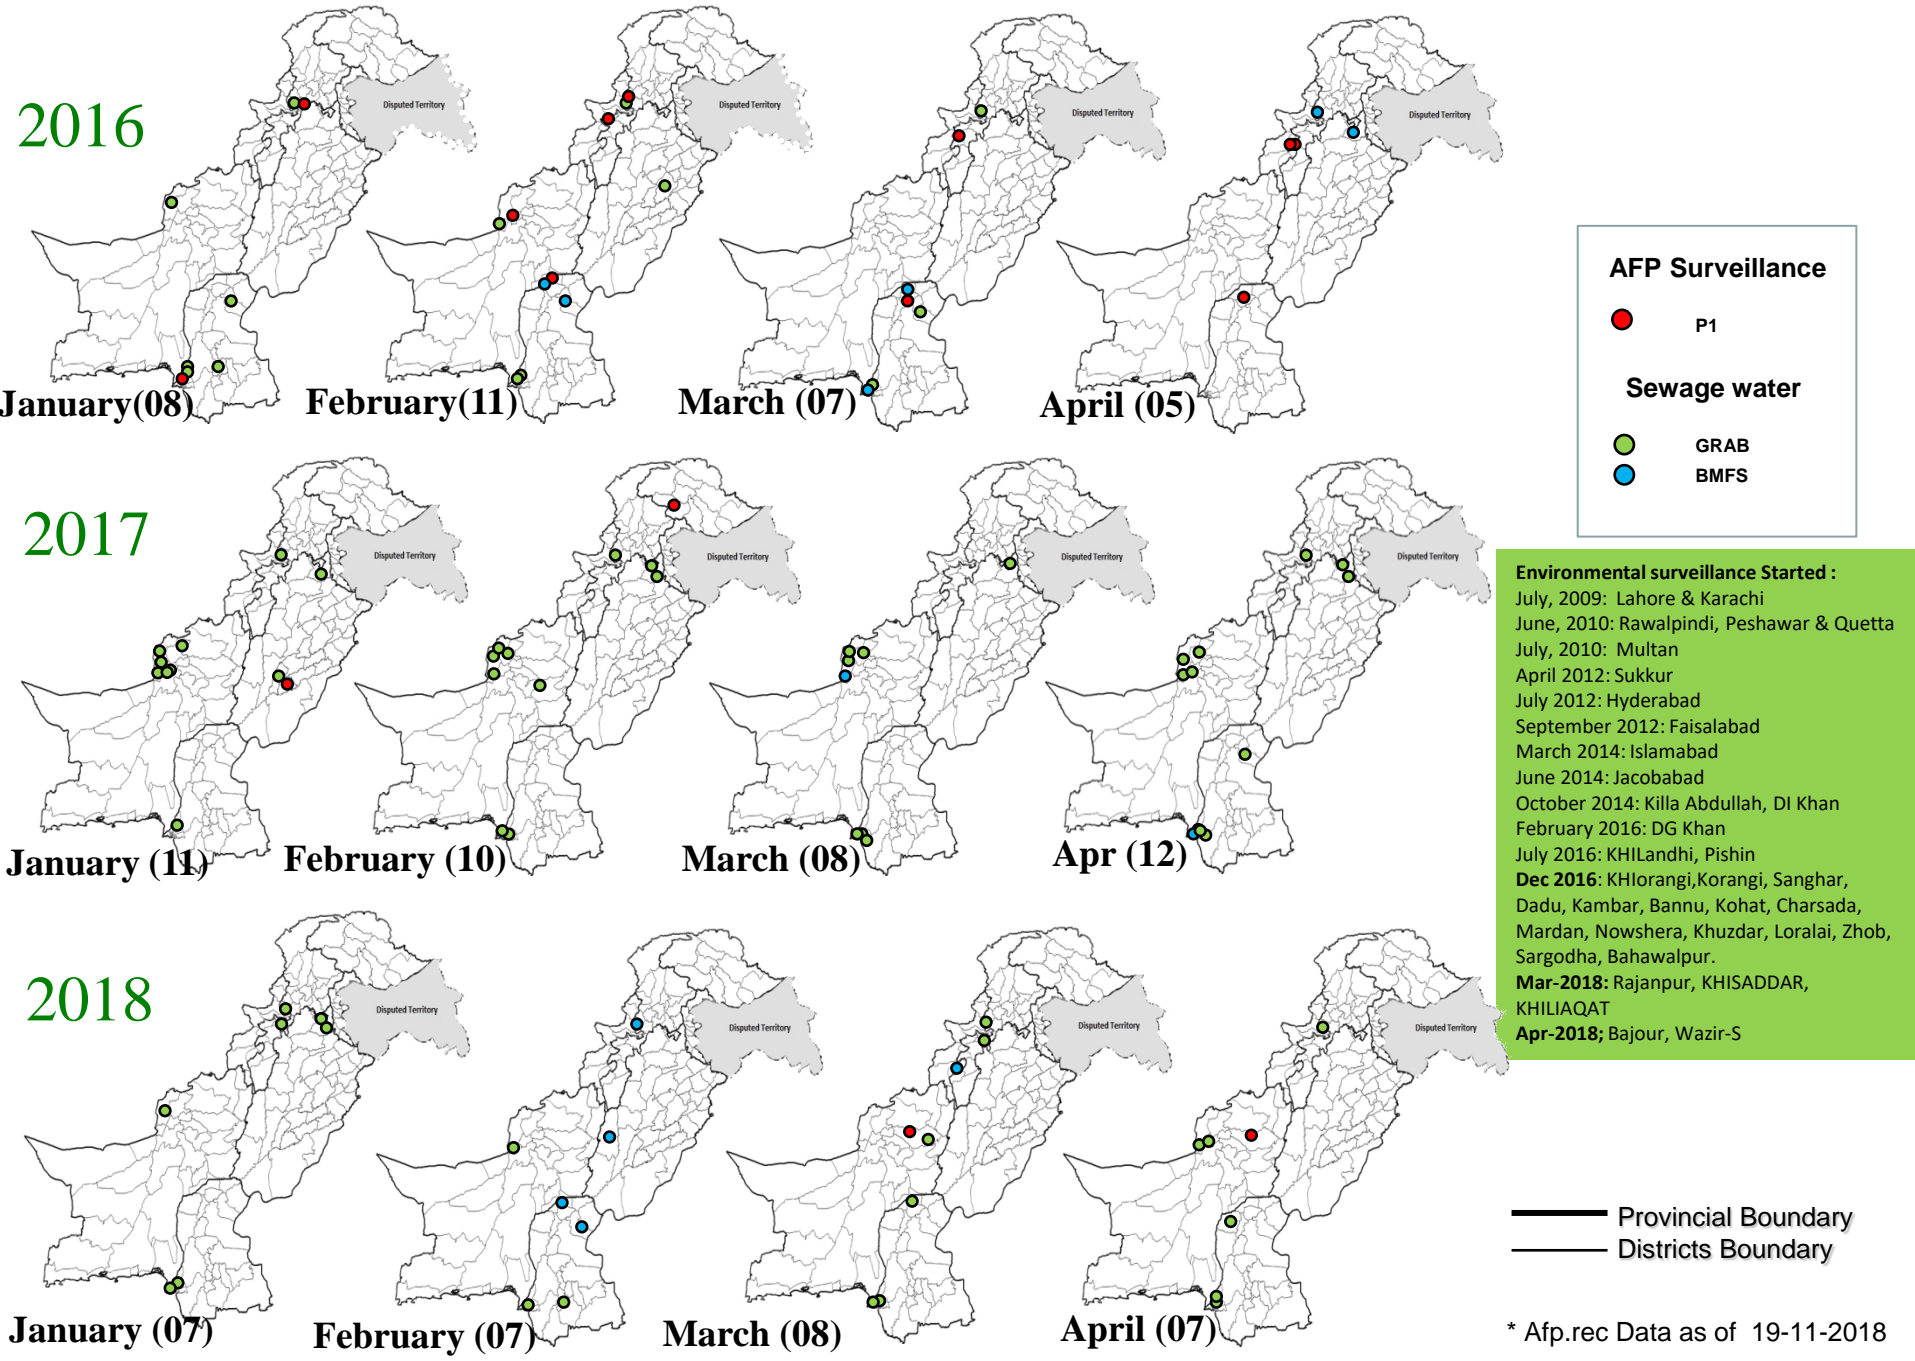 2016
Disputed Territory
Disputed Territory
Disputed Territory
Disputed Territory
January(08)
February(11)
March (07)
April (05)
AFP Surveillance
P1
Sewage water
GRAB
BMFS
2017
Disputed Territory
Disputed Territory
Disputed Territory
Disputed Territory
January (11)
February (10)
March (08)
Apr (12)
Environmental surveillance Started :
July, 2009: Lahore & Karachi
June, 2010: Rawalpindi, Peshawar & Quetta
July, 2010: Multan
April 2012: Sukkur
July 2012: Hyderabad
September 2012: Faisalabad
March 2014: Islamabad
June 2014: Jacobabad
October 2014: Killa Abdullah, DI Khan
February 2016: DG Khan
July 2016: KHILandhi, Pishin
Dec 2016: KHIorangi,Korangi, Sanghar,
Dadu, Kambar, Bannu, Kohat, Charsada,
Mardan, Nowshera, Khuzdar, Loralai, Zhob,
Sargodha, Bahawalpur.
Mar-2018: Rajanpur, KHISADDAR,
KHILIAQAT
Apr-2018; Bajour, Wazir-S
2018
Disputed Territory
Disputed Territory
Disputed Territory
Disputed Territory
January (07)
February (07)
March (08)
April (07)
Provincial Boundary
Districts Boundary
* Afp.rec Data as of 19-11-2018